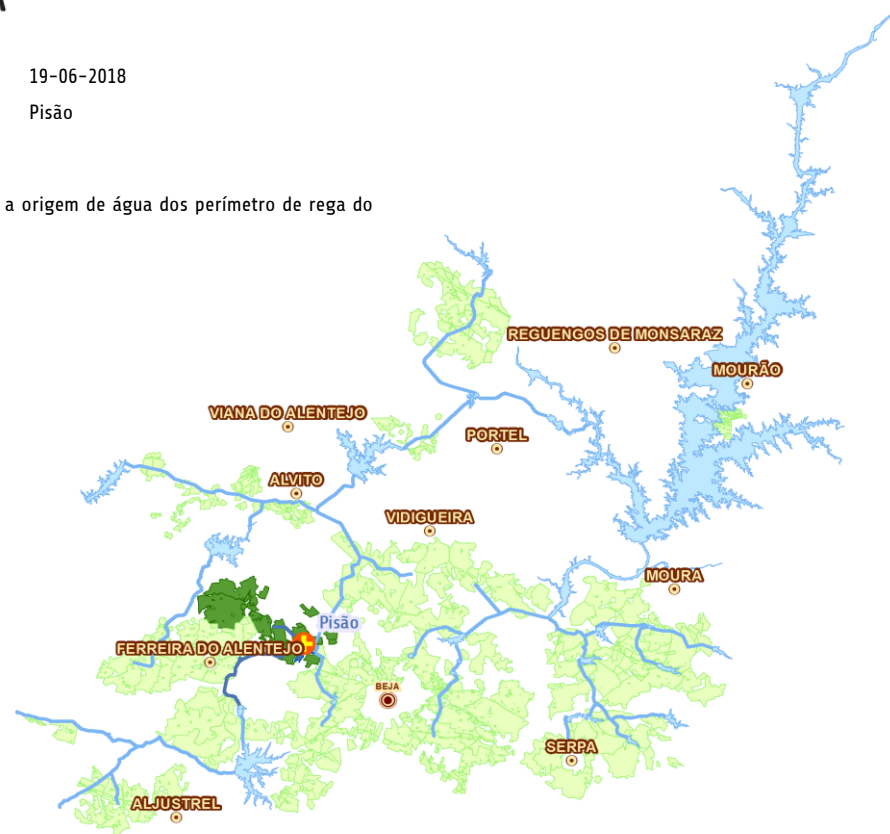 19-06-2018
Pisão
a origem de água dos perímetro de rega do
REGUENGOS DE MONSARAZ
MOURÃO
VIANA DO ALENTEJO
PORTEL
ALVITO
VIDIGUEIRA
MOURA
Pisão
FERREIRA DO ALENTEJO
BEJA
SERPA
ALJUSTREL